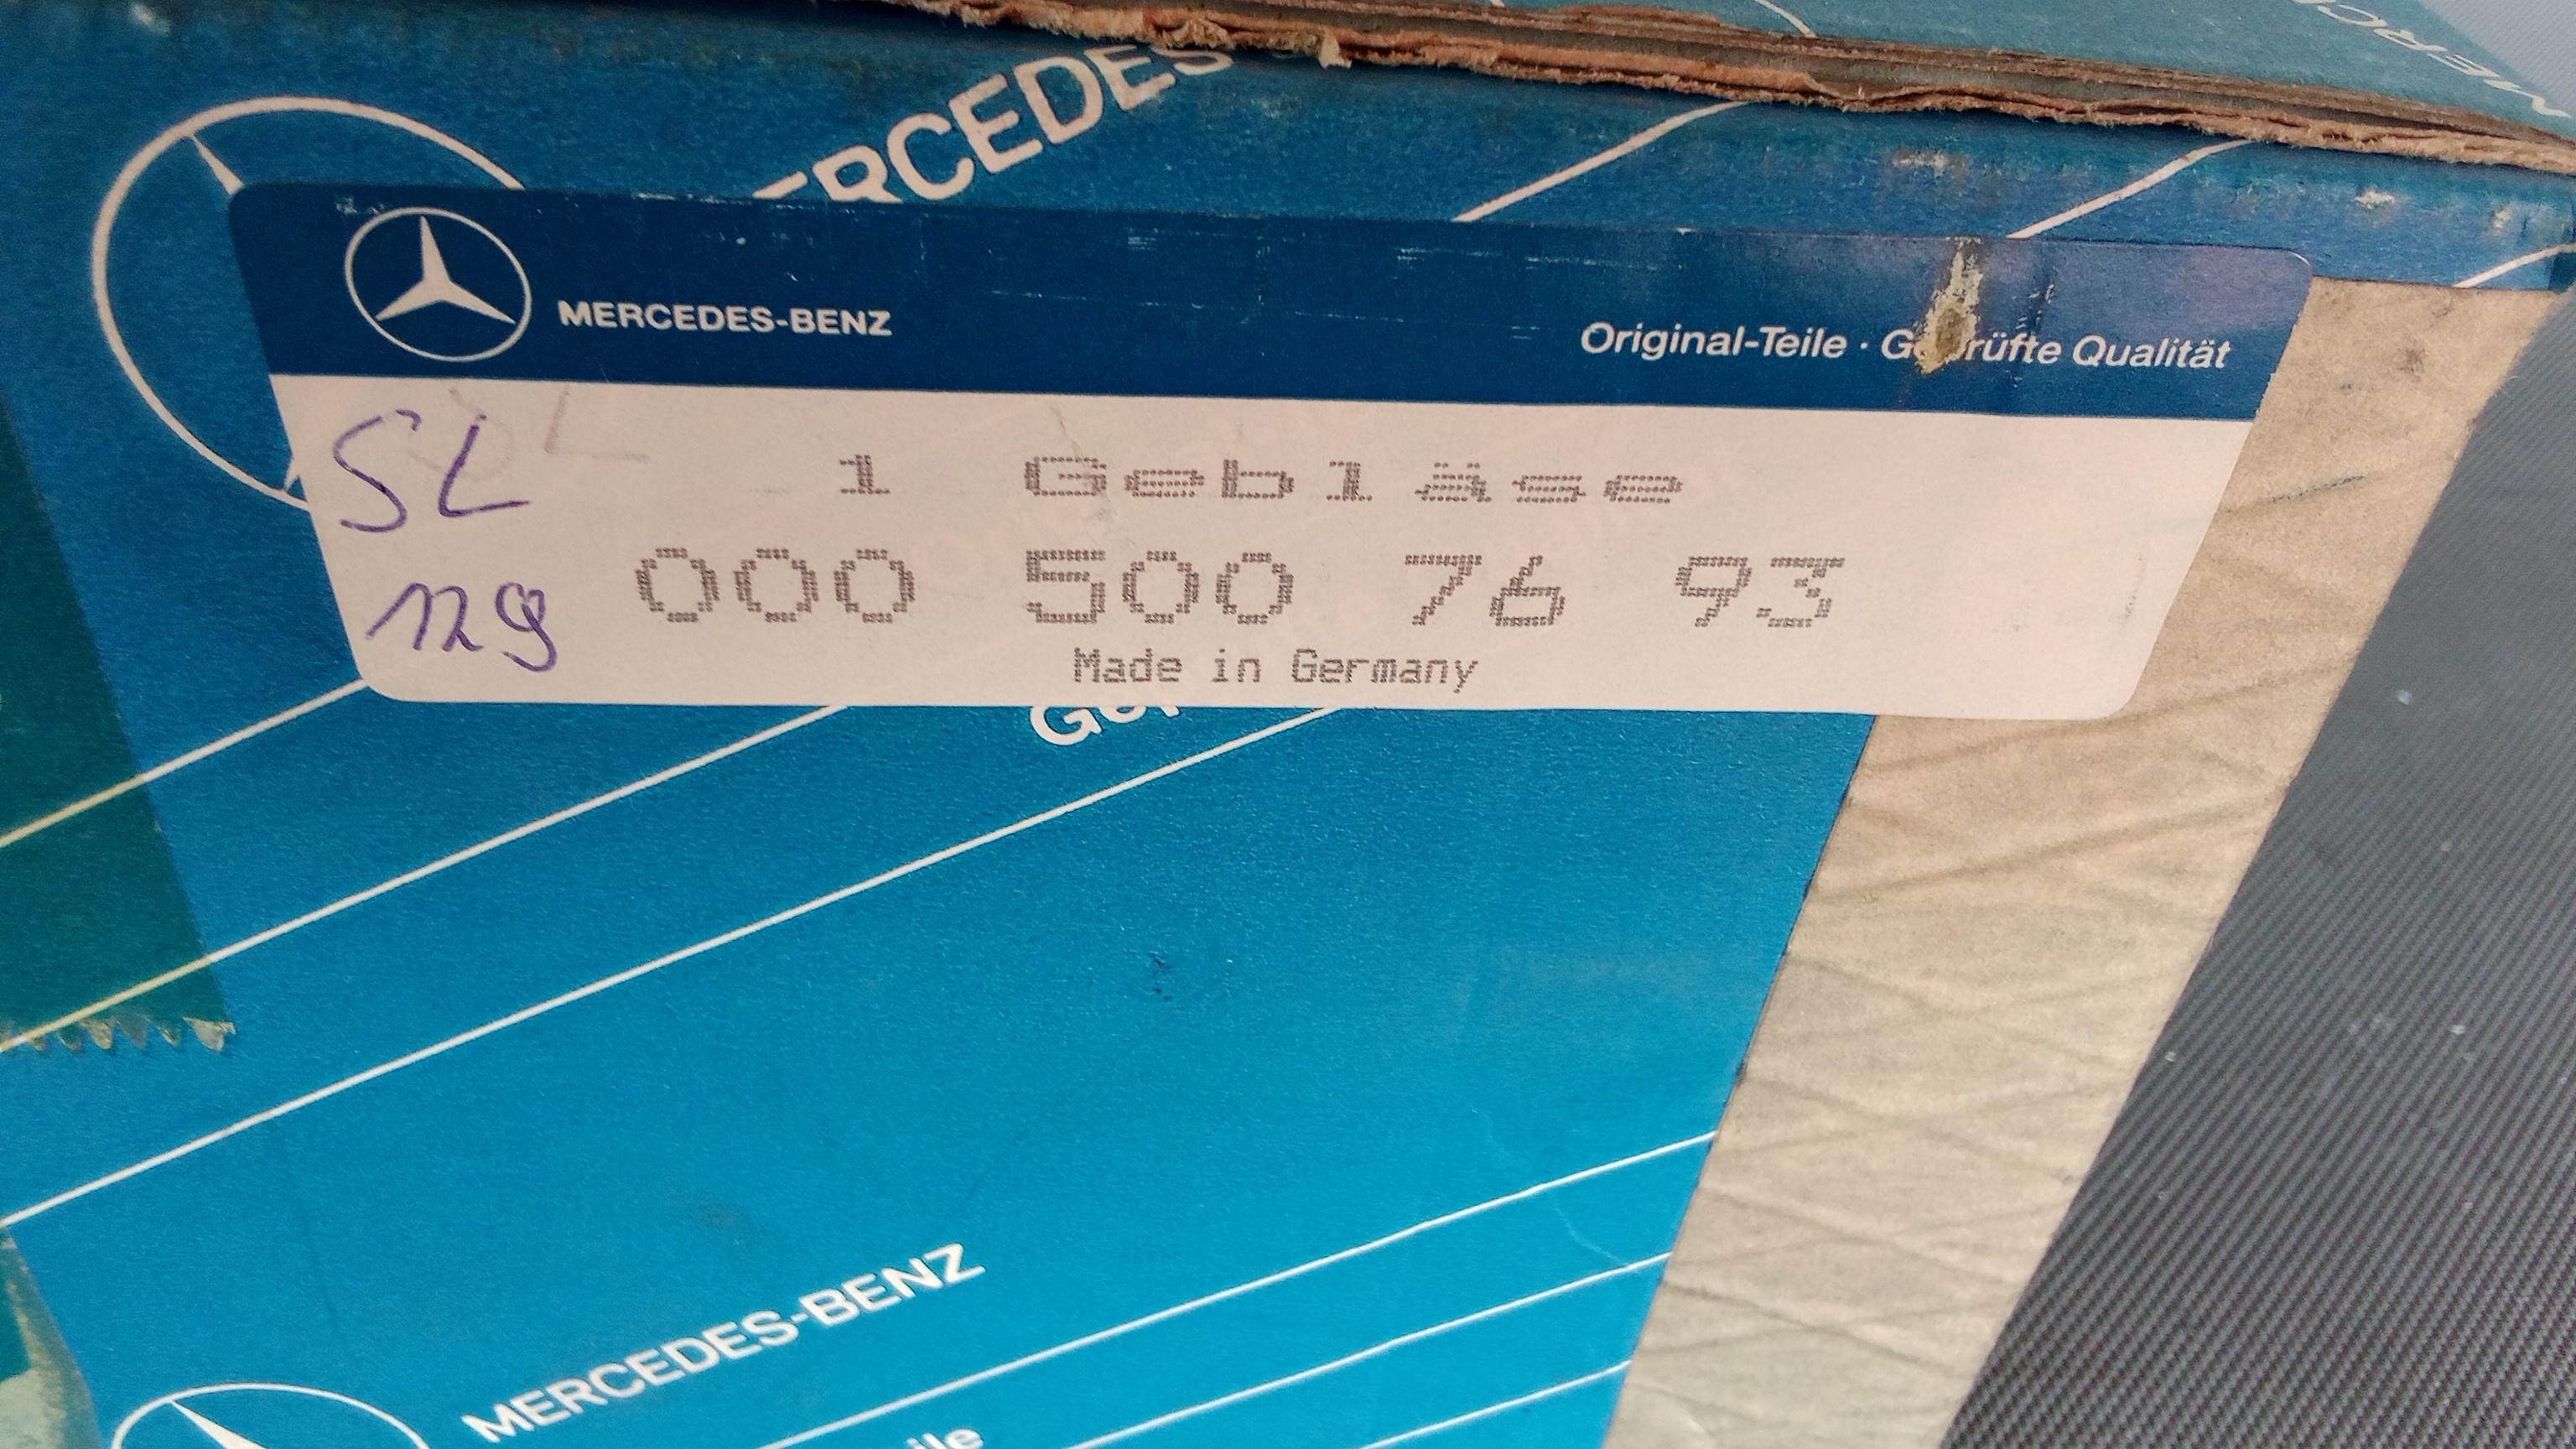 MERCEDES
MERCEDES-BENZ
Original-Teile · Geprüfte Qualität
SL
1 Gebläse
129
000 500 76 93
Made in Germany
MERCEDES-BENZ